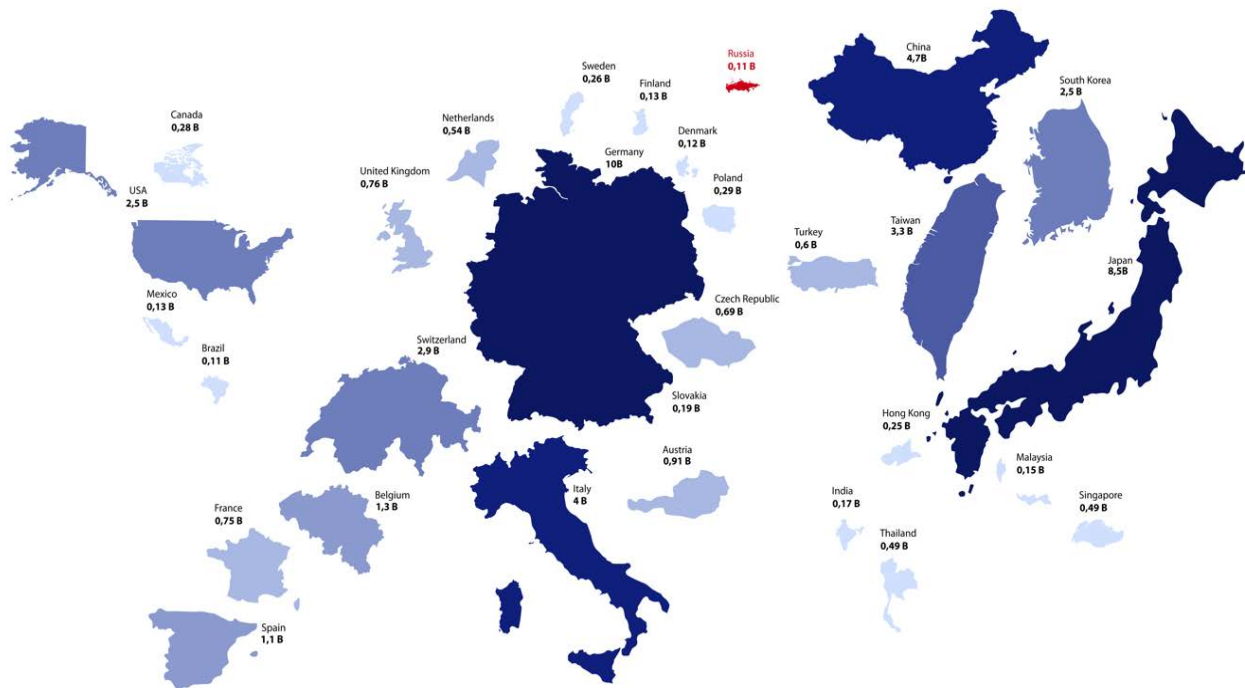 Canada
0,28 B
USA
2,5 B
Mexico
0,13 B
Brazil
0,11 B
Sweden
0,26 B
Finland
0,13 B
Russia
0,11 B
Netherlands
0,54 B
Denmark
0,12 B
United Kingdom
0,76 B
Germany
10B
Poland
0,29 B
Turkey
0,6 B
Czech Republic
0,69 B
Switzerland
2,9 B
Slovakia
0,19 B
Austria
0,91 B
Italy
4 B
Belgium
1,3 B
France
0,75 B
Spain
1,1 B
China
4,7B
South Korea
2,5 B
Taiwan
3,3 B
Japan
8,5B
Hong Kong
0,25 B
Malaysia
0,15 B
India
0,17 B
Singapore
0,49 B
Thailand
0,49 B